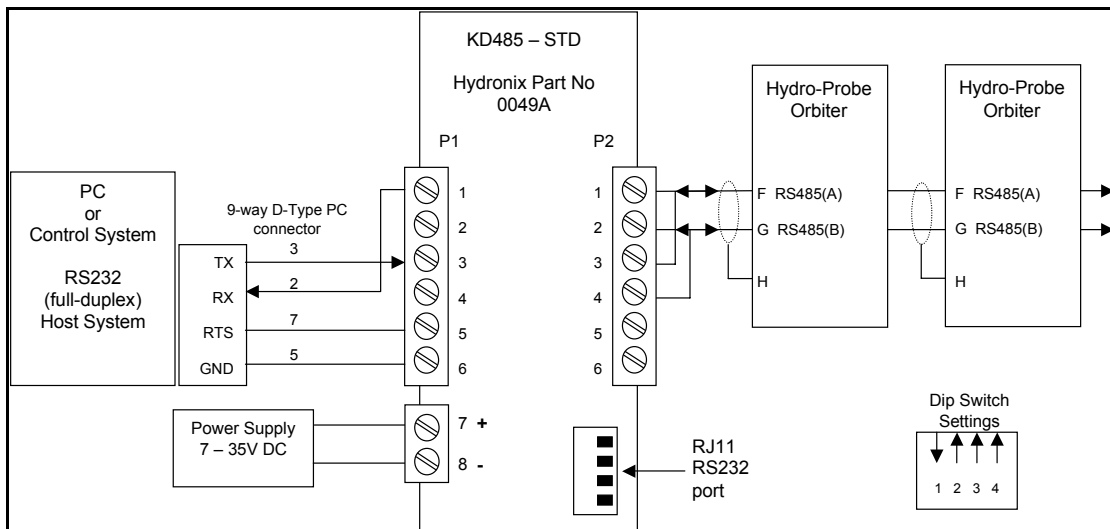 KD485 – STD
Hydronix Part No
0049A
P1
P2
1
2
3
4
5
6
7 +
8 -
1
2
3
4
5
6
PC
or
Control System
RS232
(full-duplex)
Host System
9-way D-Type PC
connector
TX
3
RX
2
RTS
7
GND
5
Power Supply
7 – 35V DC
RJ11
RS232
port
Hydro-Probe
Orbiter
F RS485(A)
G RS485(B)
H
Hydro-Probe
Orbiter
F RS485(A)
G RS485(B)
H
Dip Switch
Settings
1 2 3 4